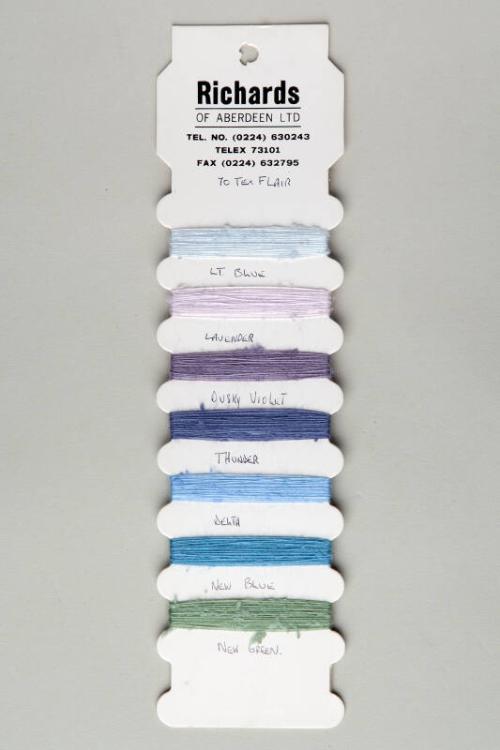 Richards
OF ABERDEEN LTD
TEL. NO. (0224) 630243
TELEX 73101
FAX (0224) 632795
70 TEX FLAIR
LT BLUE
LAVENDER
DUSKY VIOLET
THUNDER
DELTA
NEW BLUE
NEW GREEN.